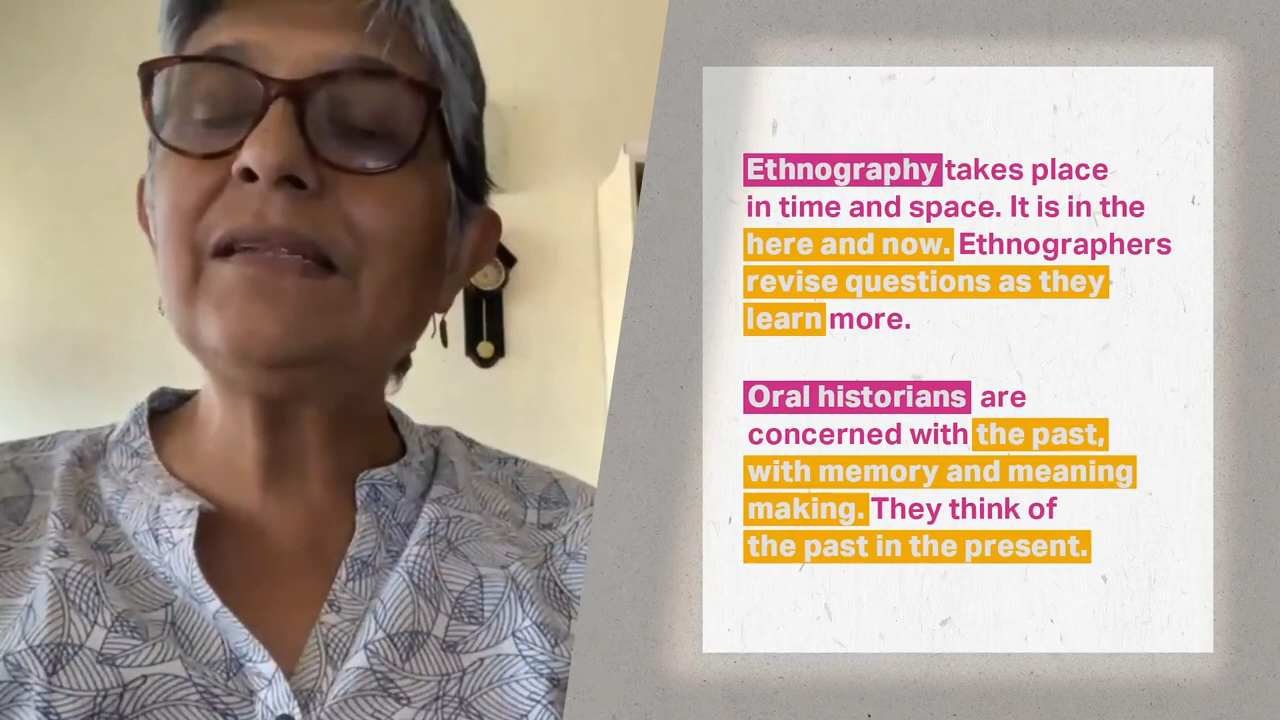 Ethnography takes place
in time and space. It is in the
here and now. Ethnographers
revise questions as they
learn more.
Oral historians are
concerned with the past,
with memory and meaning
making. They think of
the past in the present.